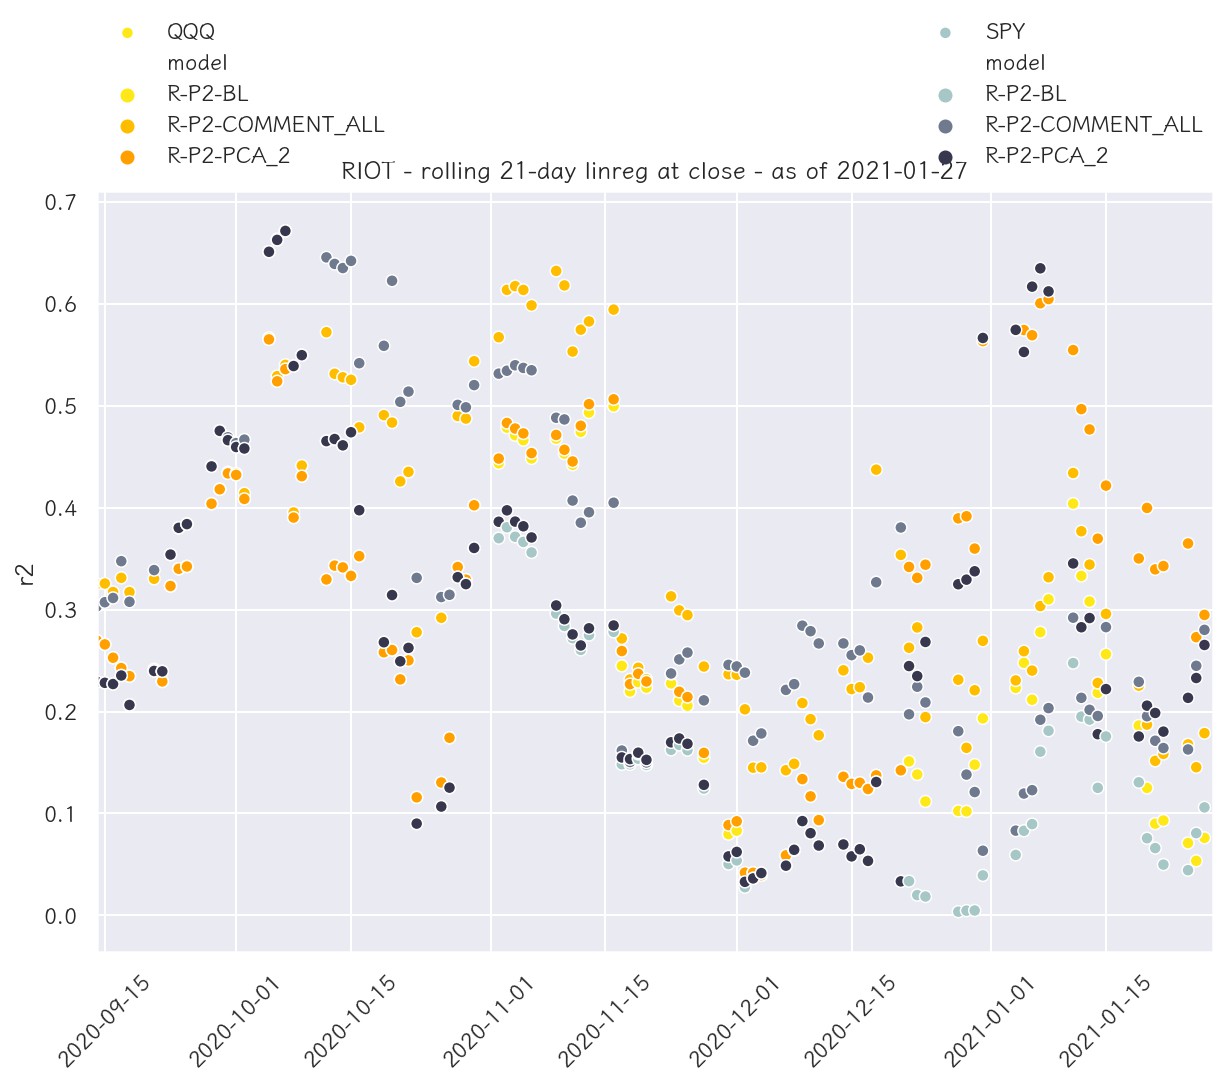 QQQ
model
R-P2-BL
R-P2-COMMENT_ALL
R-P2-PCA_2
SPY
model
R-P2-BL
R-P2-COMMENT_ALL
R-P2-PCA_2
RIOT - rolling 21-day linreg at close - as of 2021-01-27
r2
0.7
0.6
0.5
0.4
0.3
0.2
0.1
0.0
2020-09-15
2020-10-01
2020-10-15
2020-11-01
2020-11-15
2020-12-01
2020-12-15
2021-01-01
2021-01-15